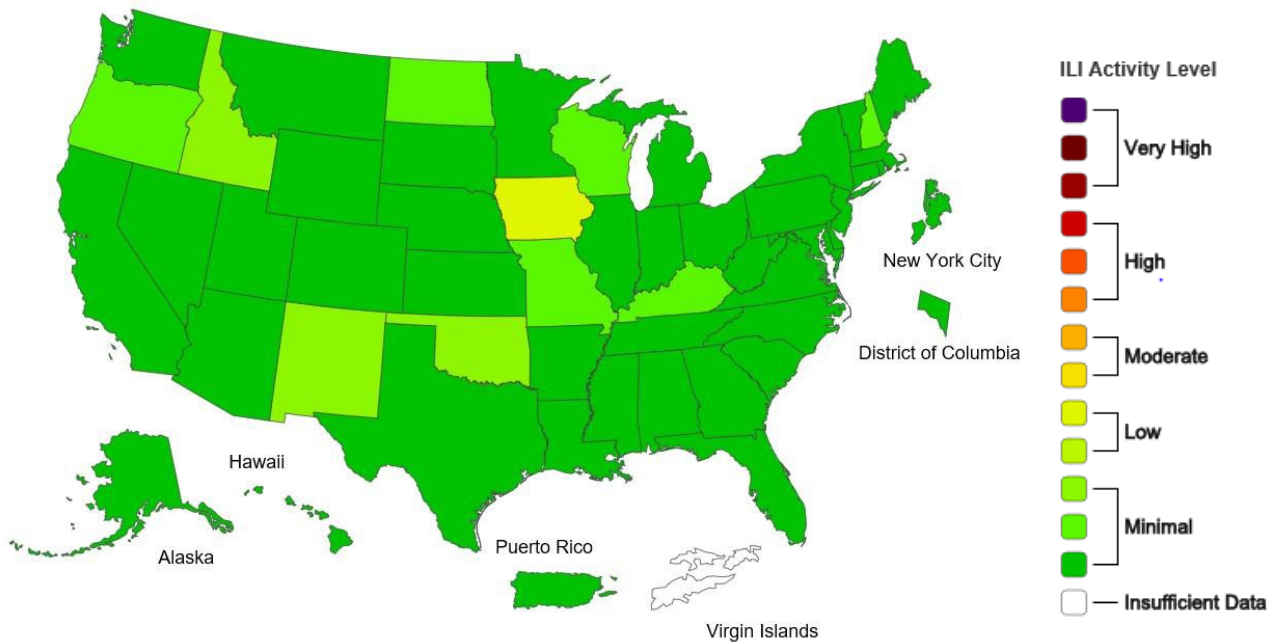 ILI Activity Level
Very High
High
Moderate
Low
Minimal
Insufficient Data
New York City
District of Columbia
Hawaii
Alaska
Puerto Rico
Virgin Islands